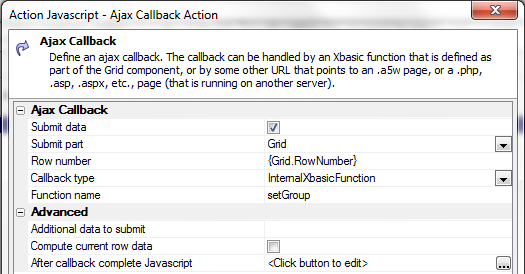 Action Javascript - Ajax Callback Action
Ajax Callback
Define an ajax callback. The callback can be handled by an Xbasic function that is defined as
part of the Grid component, or by some other URL that points to an .a5w page, or a .php,
.asp, .aspx, etc., page (that is running on another server).
Ajax Callback
Submit data
Submit part Grid
Row number {Grid.RowNumber}
Callback type InternalXbasicFunction
Function name setGroup
Advanced
Additional data to submit
Compute current row data
After callback complete Javascript <Click button to edit> ...